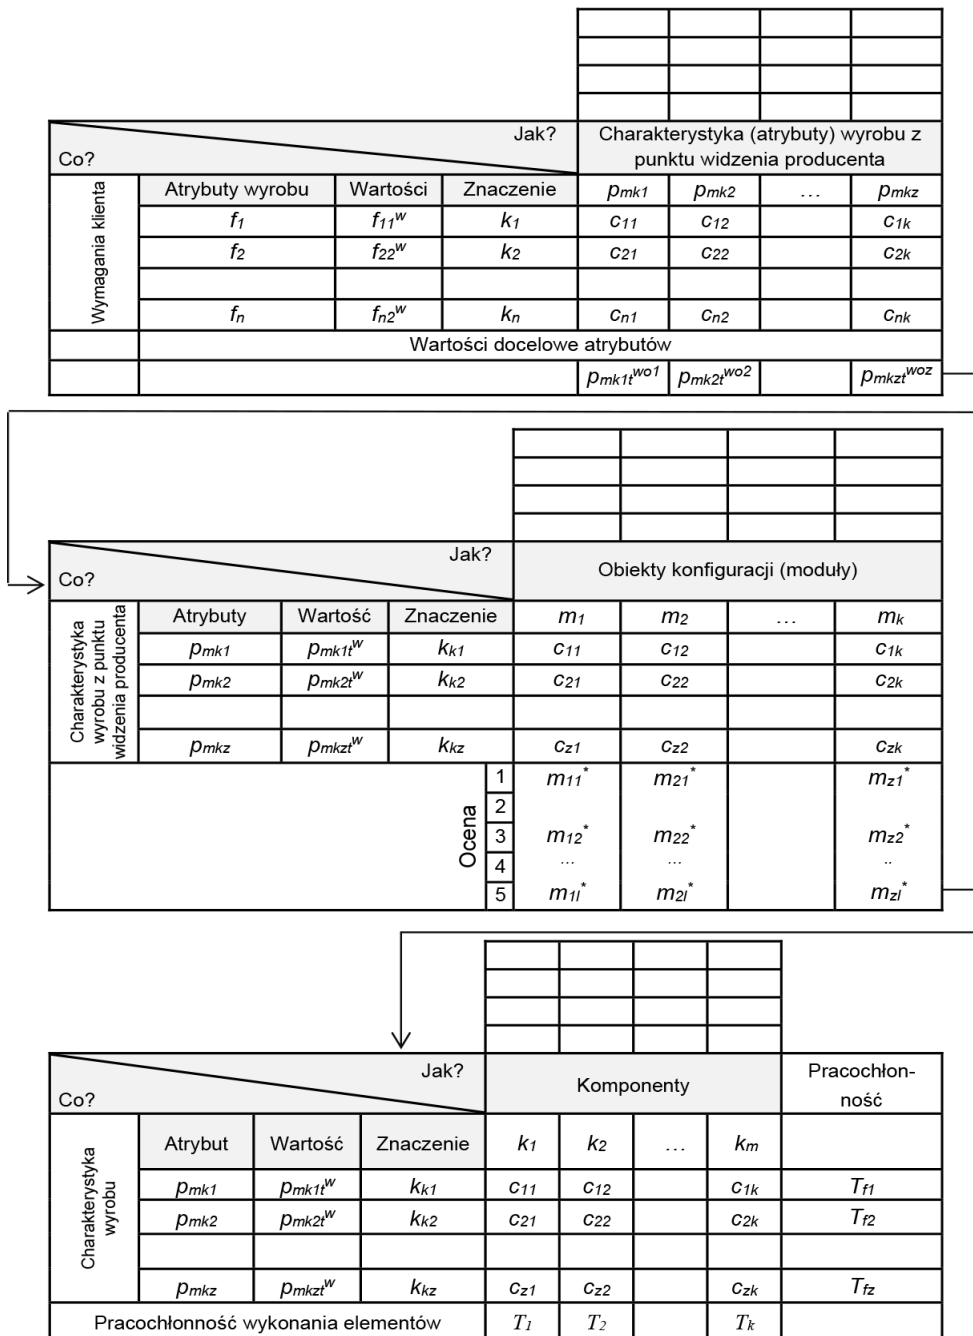 Jak?
Co?
Charakterystyka (atrybuty) wyrobu z
punktu widzenia producenta
Wymagania klienta
Atrybuty wyrobu Wartości Znaczenie pmk1 pmk2 … pmkz
f1 f11w k1 c11 c12 c1k
f2 f22w k2 c21 c22 c2k
fn fn2w kn cn1 cn2 cnk
Wartości docelowe atrybutów
pmk1two1 pmk2two2 pmkztwoz
Jak?
Co?
Obiekty konfiguracji (moduły)
Charakterystyka
wyrobu z punktu
widzenia producenta
Atrybuty Wartość Znaczenie m1 m2 … mk
pmk1 pmk1tw kk1 c11 c12 c1k
pmk2 pmk2tw kk2 c21 c22 c2k
pmkz pmkztw kkz cz1 cz2 czk
Ocena
1 m11* m21* mz1*
2
3 m12* m22* mz2*
4 … … ..
5 m1l* m2l* mzl*
Jak?
Co?
Komponenty
Pracochłon-
ność
Charakterystyka
wyrobu
Atrybut Wartość Znaczenie k1 k2 … km
pmk1 pmk1tw kk1 c11 c12 c1k Tf1
pmk2 pmk2tw kk2 c21 c22 c2k Tf2
pmkz pmkztw kkz cz1 cz2 czk Tfz
Pracochłonność wykonania elementów T1 T2 Tk